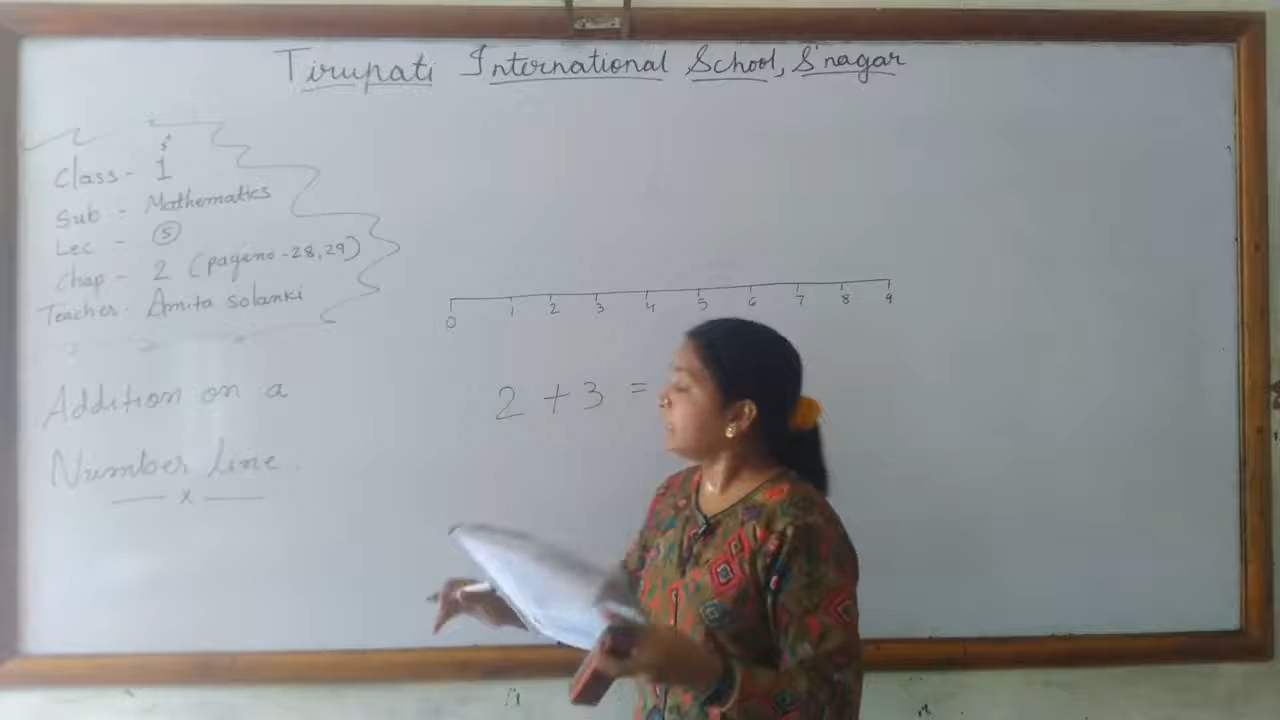 Tirupati International School, S'nagar
Class - 1st
Sub - Mathematics
Lec - 5
Chap - 2 (page no - 28, 29)
Teacher - Amita Solanki
Addition on a
Number line.
x
0 1 2 3 4 5 6 7 8 9
2 + 3 =